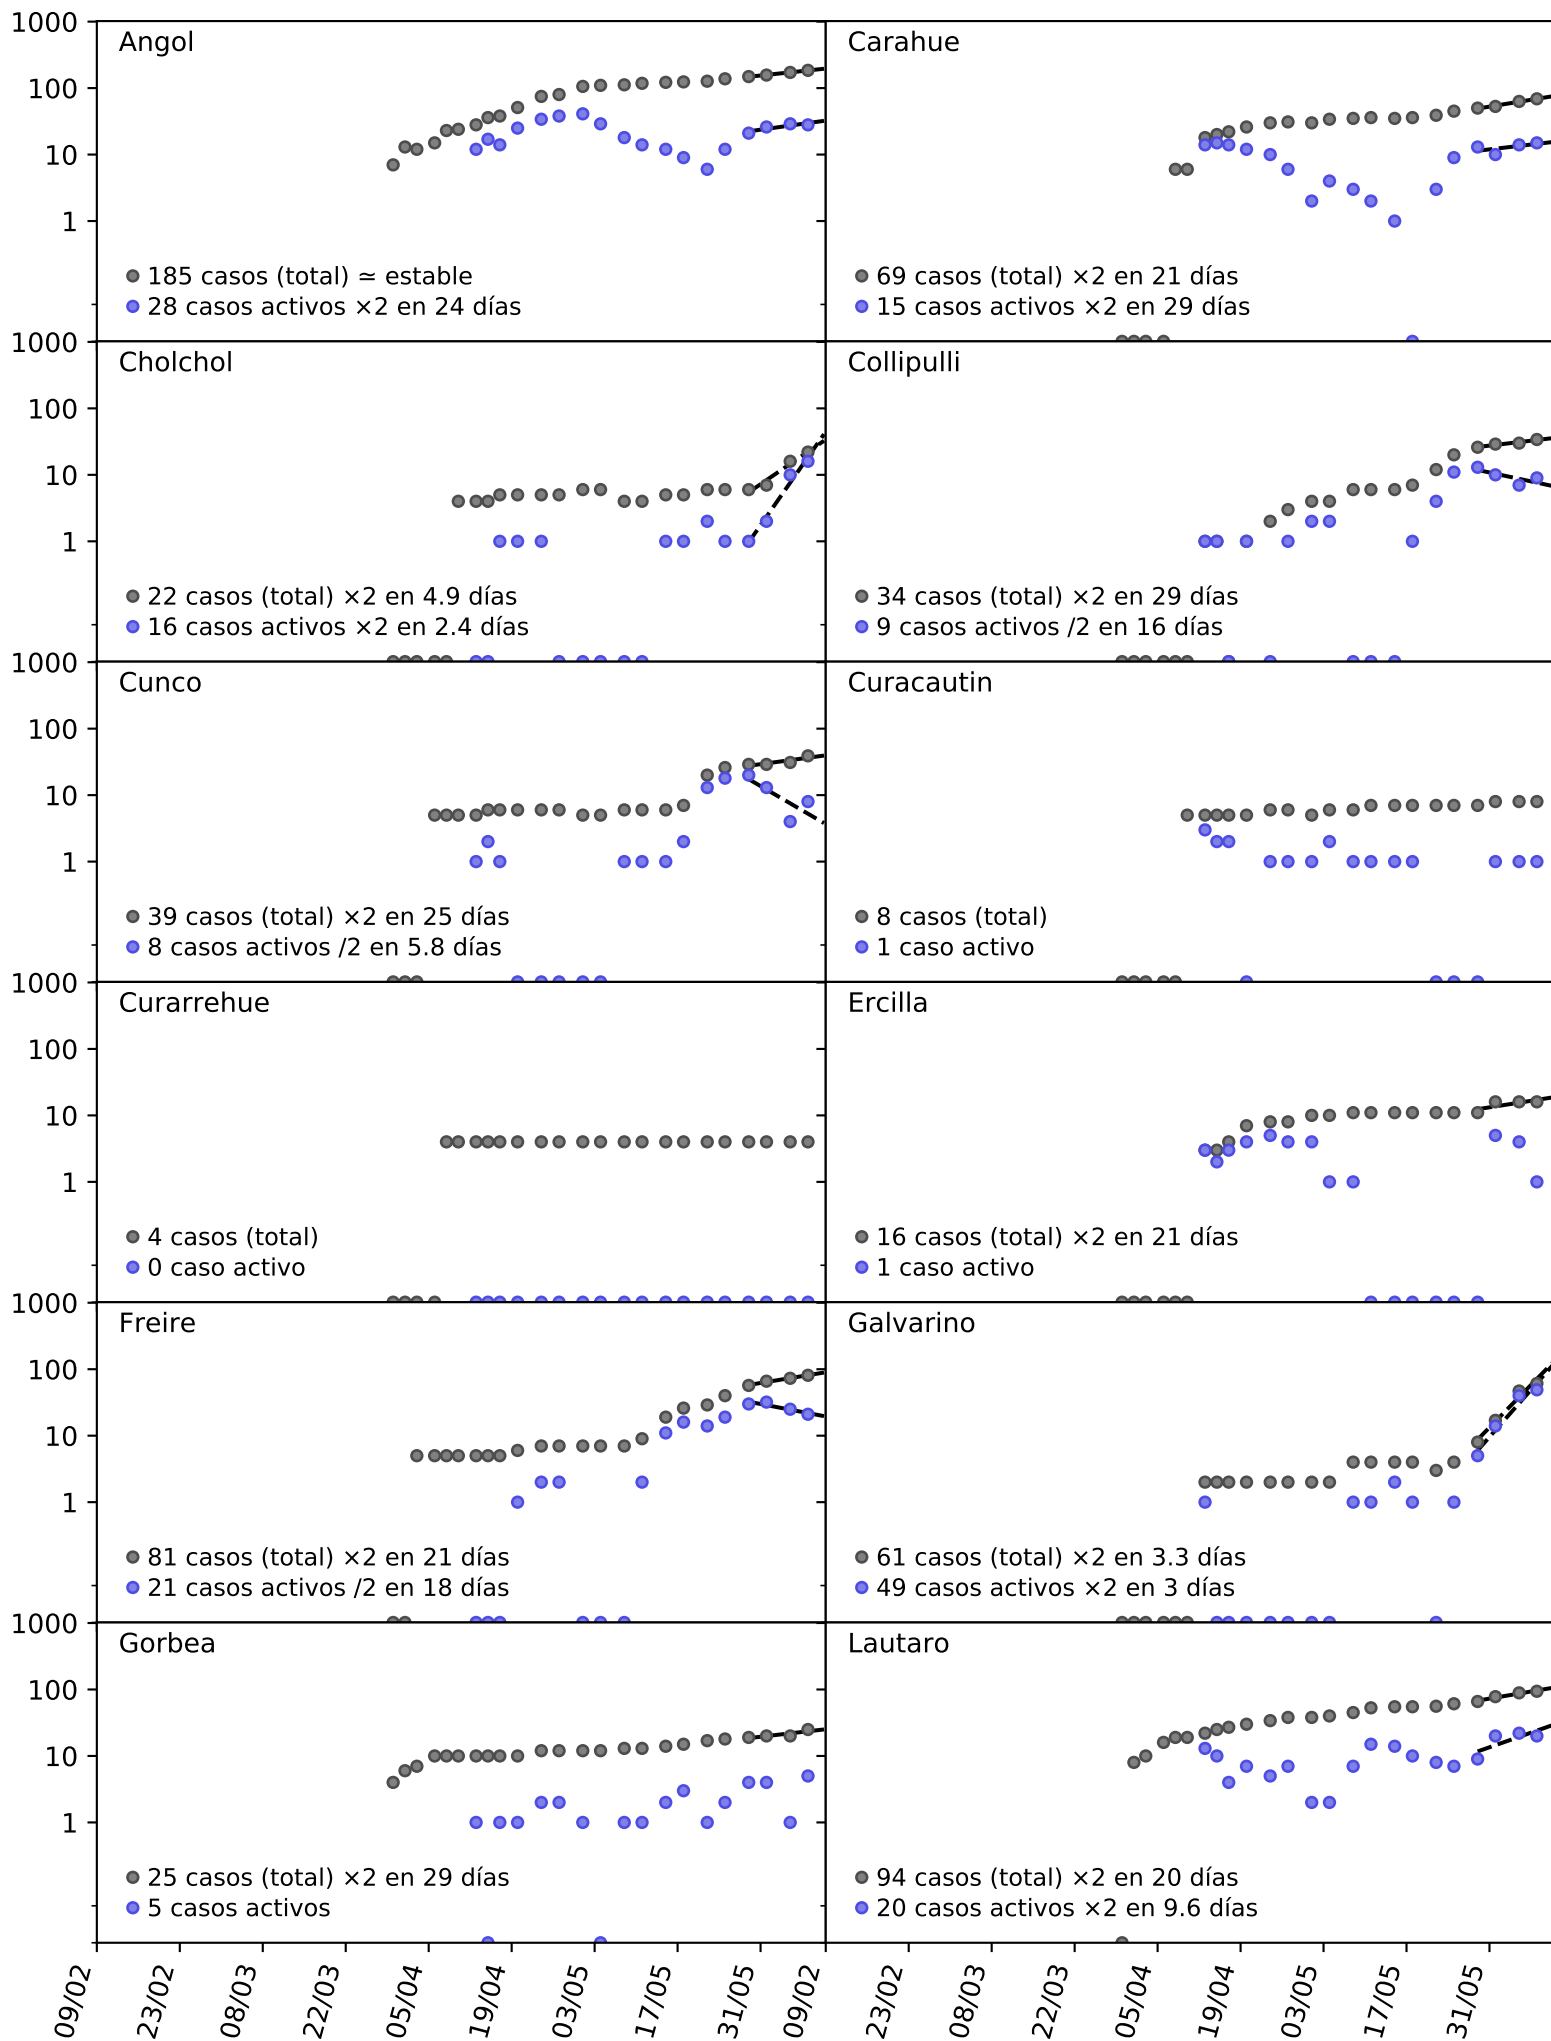 1000
Angol
Carahue
100
10
1
185 casos (total) ≃ estable
28 casos activos ×2 en 24 días
69 casos (total) ×2 en 21 días
15 casos activos ×2 en 29 días
1000
Cholchol
Collipulli
100
10
1
22 casos (total) ×2 en 4.9 días
16 casos activos ×2 en 2.4 días
34 casos (total) ×2 en 29 días
9 casos activos /2 en 16 días
1000
Cunco
Curacautin
100
10
1
39 casos (total) ×2 en 25 días
8 casos activos /2 en 5.8 días
8 casos (total)
1 caso activo
1000
Curarrehue
Ercilla
100
10
1
4 casos (total)
0 caso activo
16 casos (total) ×2 en 21 días
1 caso activo
1000
Freire
Galvarino
100
10
1
81 casos (total) ×2 en 21 días
21 casos activos /2 en 18 días
61 casos (total) ×2 en 3.3 días
49 casos activos ×2 en 3 días
1000
Gorbea
Lautaro
100
10
1
25 casos (total) ×2 en 29 días
5 casos activos
94 casos (total) ×2 en 20 días
20 casos activos ×2 en 9.6 días
09/02
23/02
08/03
22/03
05/04
19/04
03/05
17/05
31/05
09/02
23/02
08/03
22/03
05/04
19/04
03/05
17/05
31/05